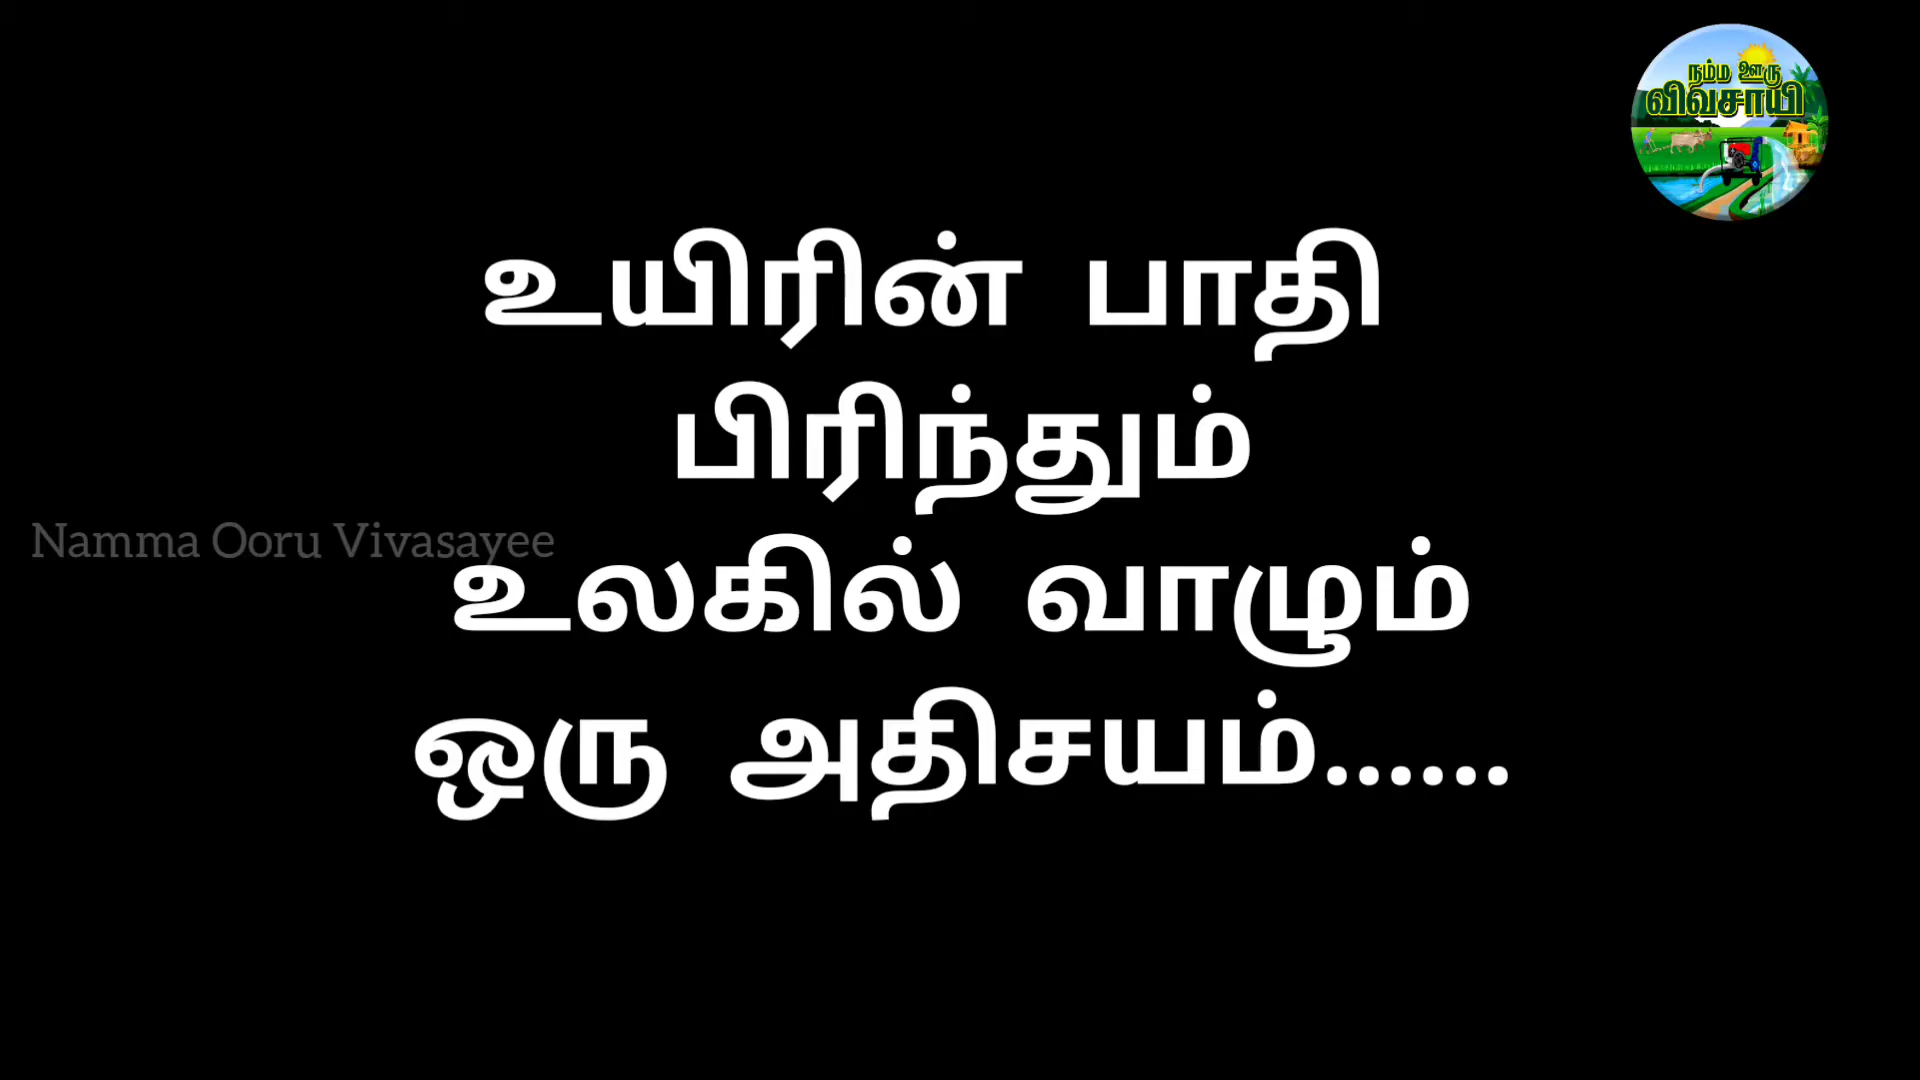 நம்ம ஊரு
விவசாயி
உயிரின் பாதி
பிரிந்தும்
Namma Ooru Vivasayee
உலகில் வாழும்
ஒரு அதிசயம்......